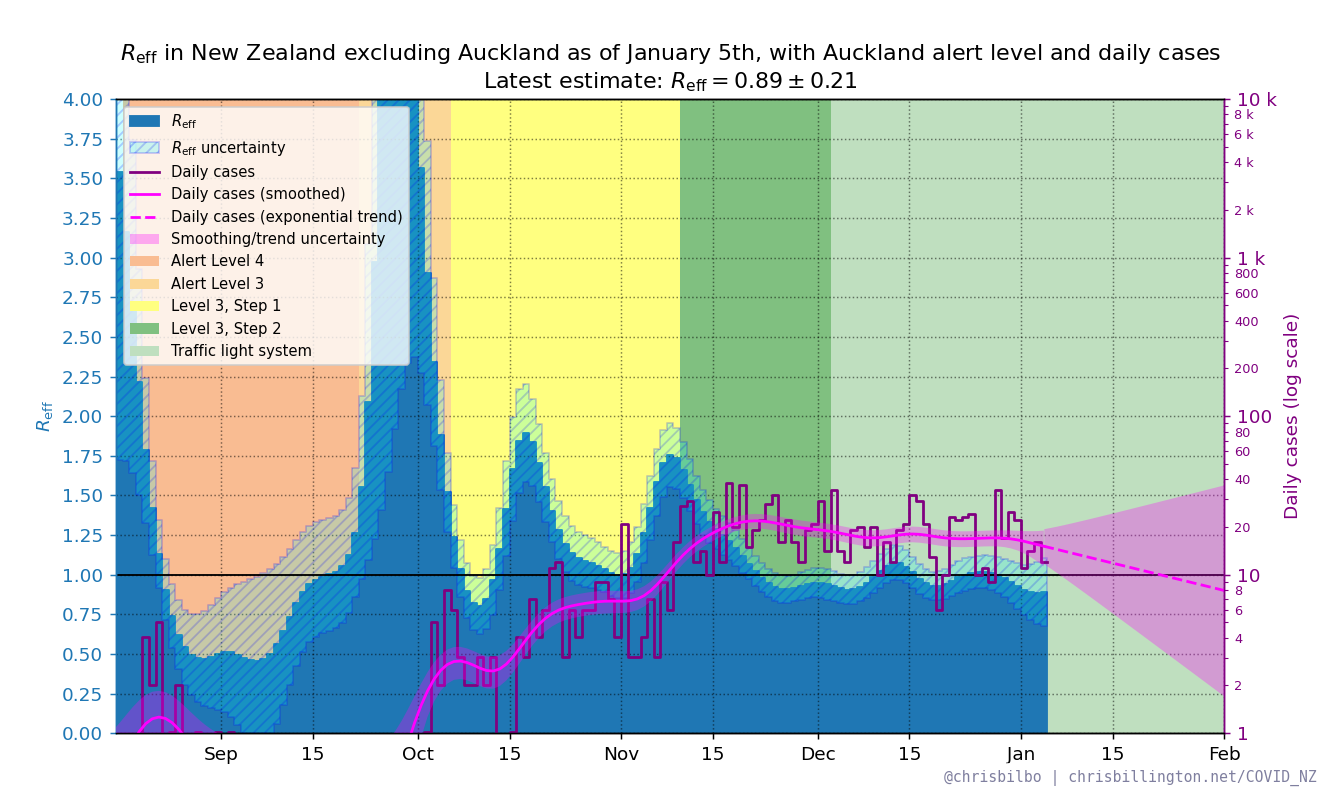 Reff in New Zealand excluding Auckland as of January 5th, with Auckland alert level and daily cases
Latest estimate: Reff = 0.89 ± 0.21
Reff
Reff uncertainty
Daily cases
Daily cases (smoothed)
Daily cases (exponential trend)
Smoothing/trend uncertainty
Alert Level 4
Alert Level 3
Level 3, Step 1
Level 3, Step 2
Traffic light system
4.00
3.75
3.50
3.25
3.00
2.75
2.50
2.25
2.00
1.75
1.50
1.25
1.00
0.75
0.50
0.25
0.00
Reff
10 k
8 k
6 k
4 k
2 k
1 k
800
600
400
200
100
80
60
40
20
10
8
6
4
2
1
Daily cases (log scale)
Sep 15 Oct 15 Nov 15 Dec 15 Jan 15 Feb
@chrisbilbo | chrisbillington.net/COVID_NZ